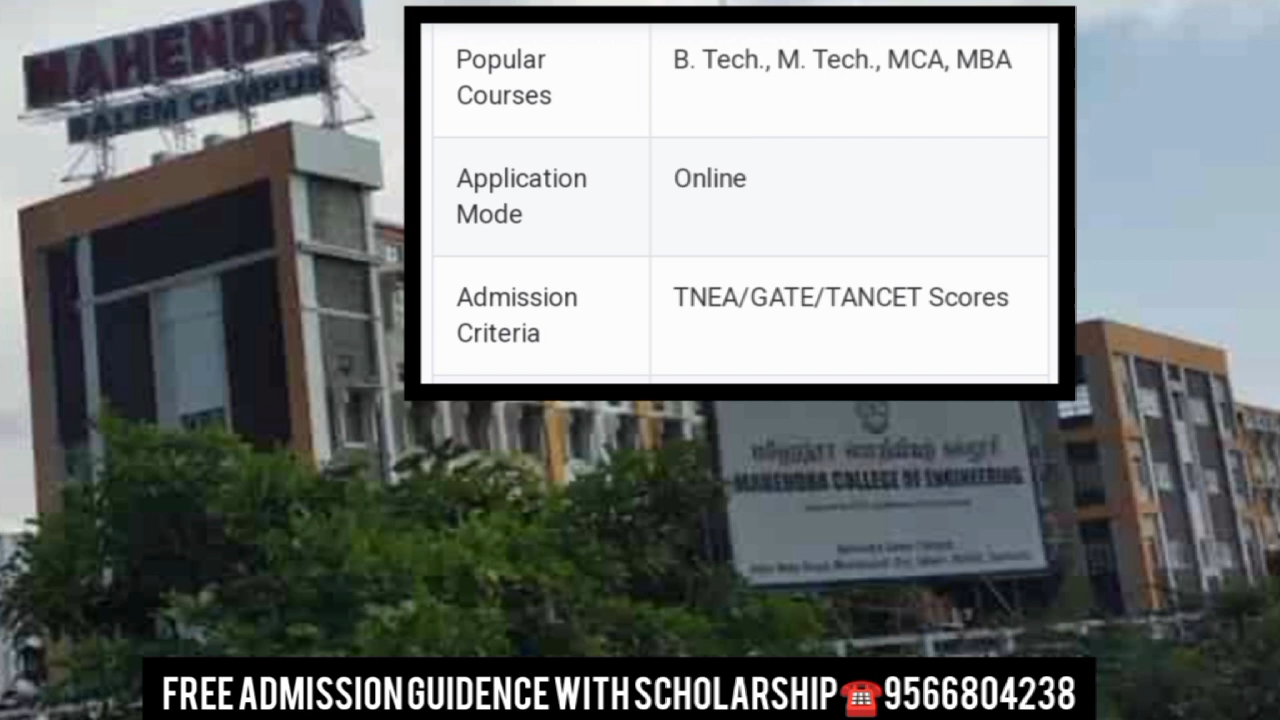 MAHENDRA
SALEM CAMPUS
Popular
Courses
B. Tech., M. Tech., MCA, MBA
Application
Mode
Online
Admission
Criteria
TNEA/GATE/TANCET Scores
MAHENDRA COLLEGE OF ENGINEERING
FREE ADMISSION GUIDENCE WITH SCHOLARSHIP☎9566804238